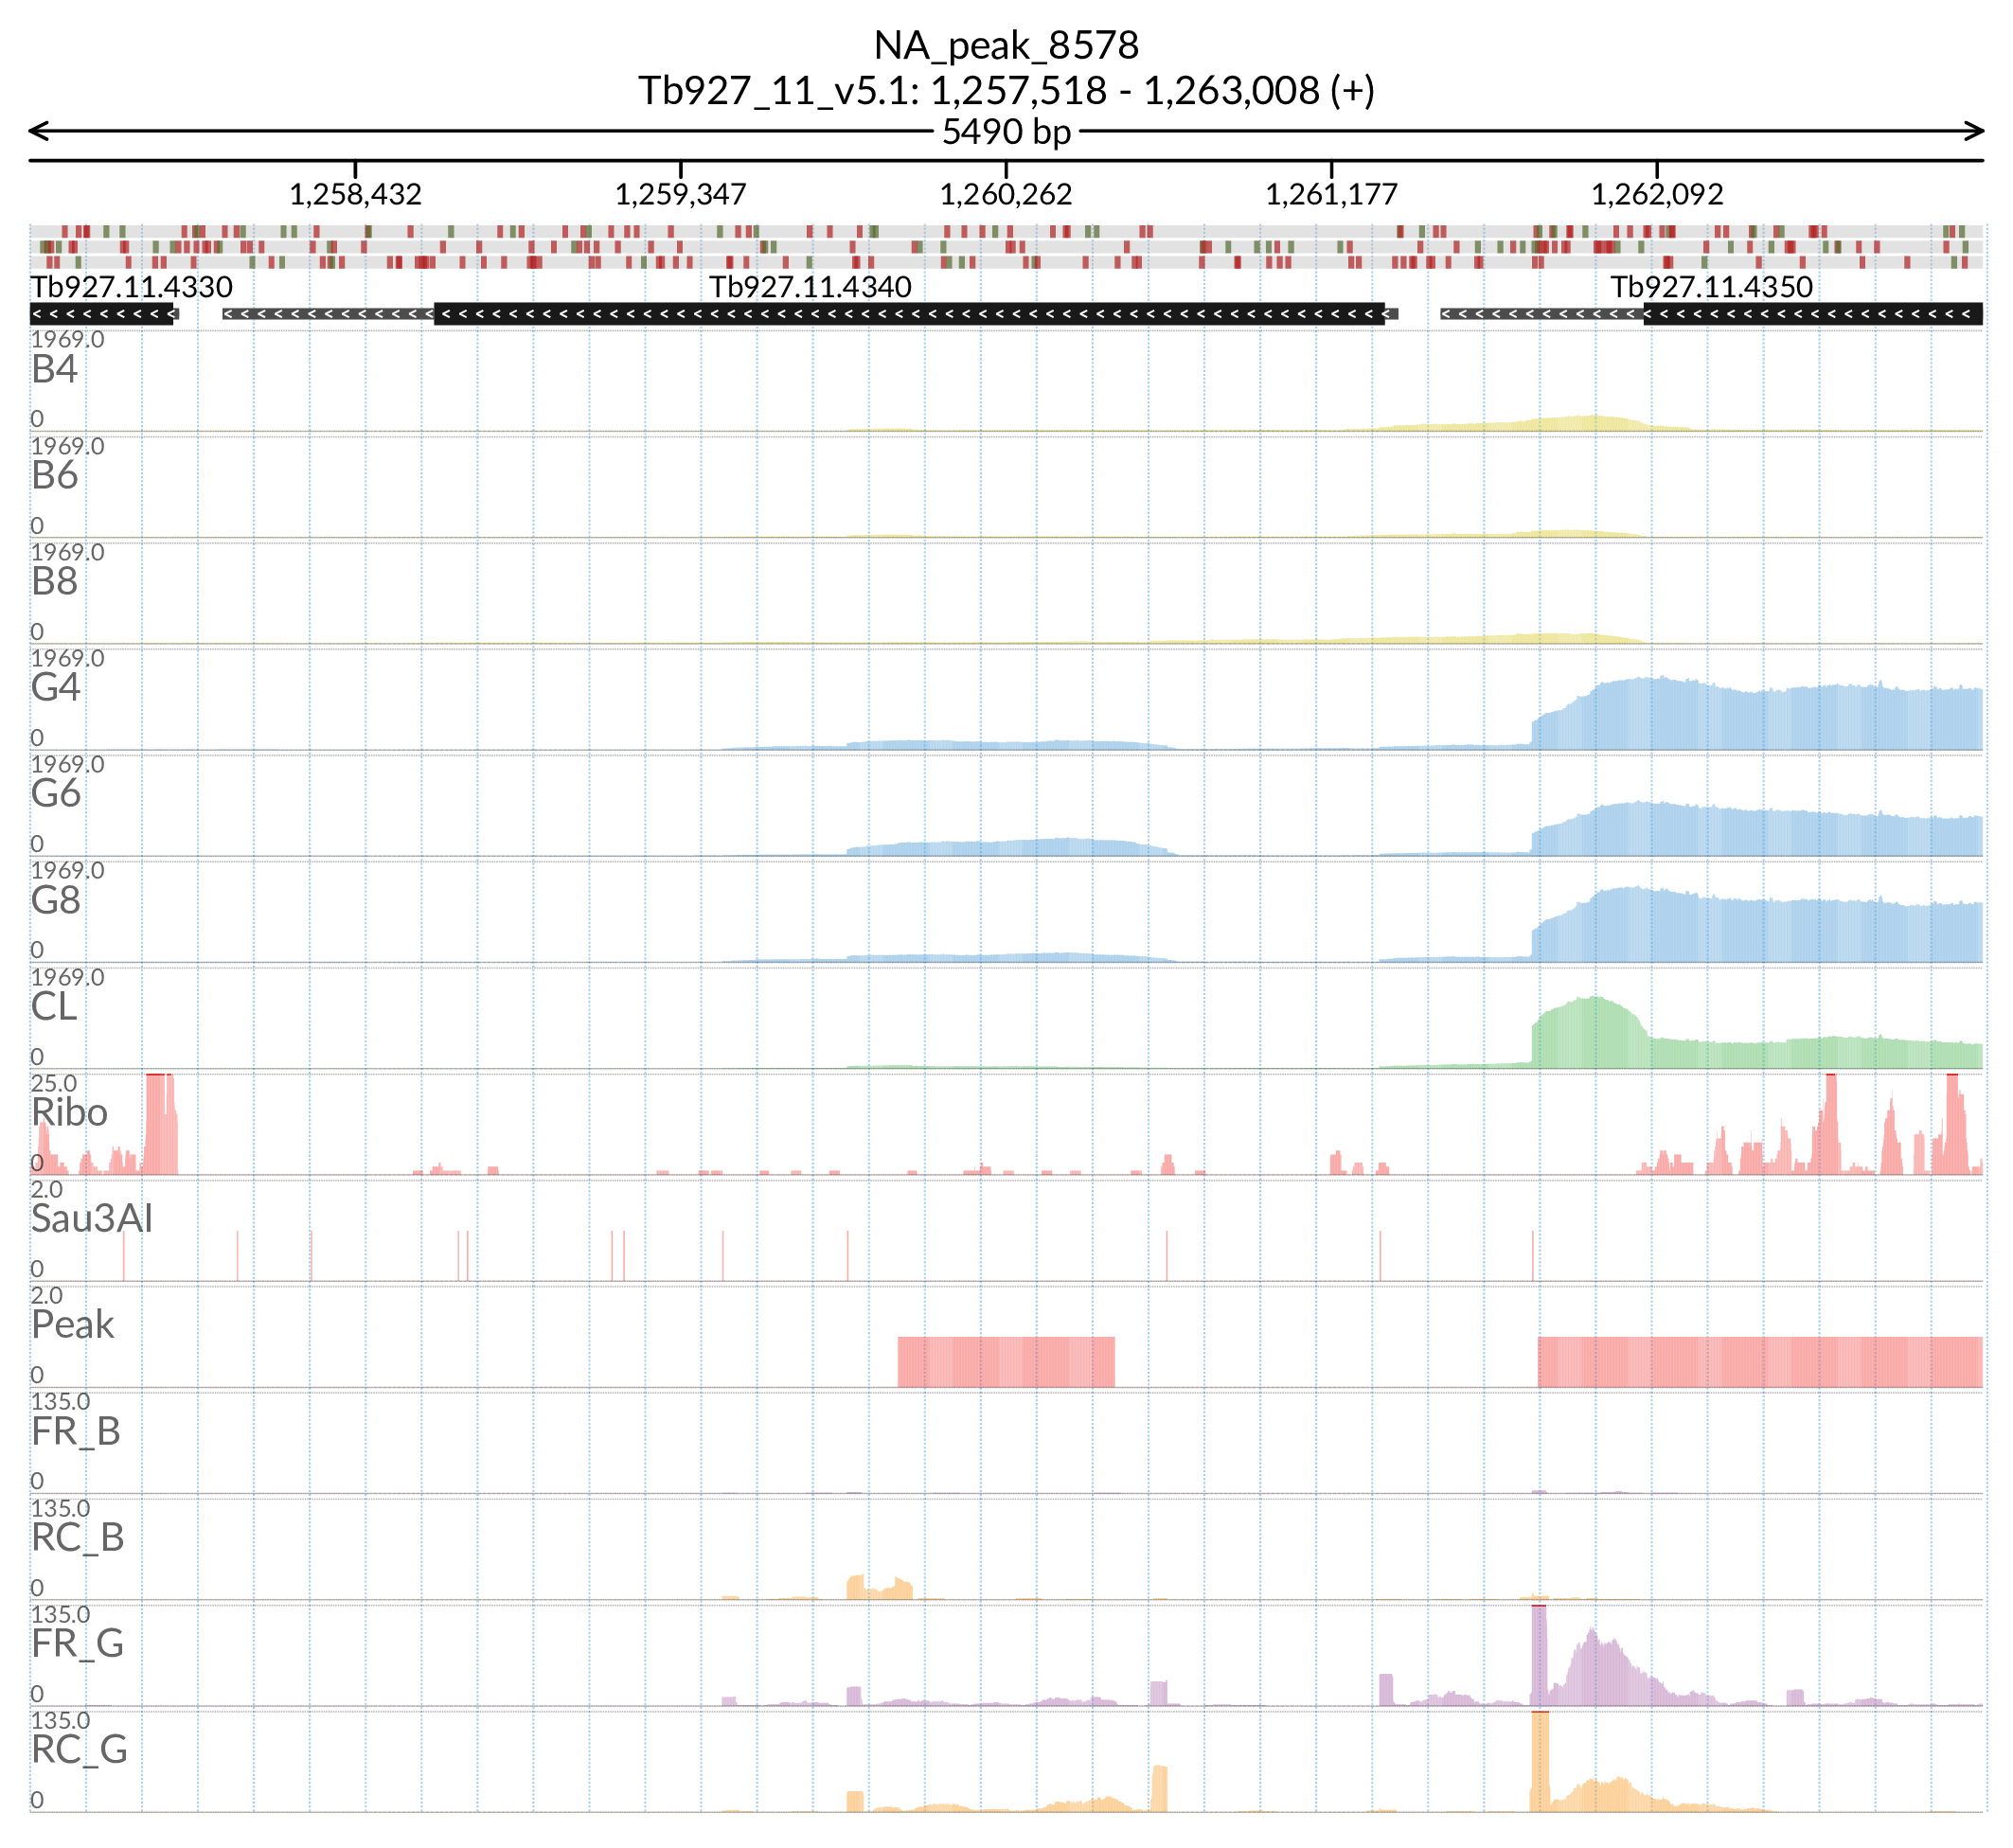 NA_peak_8578
Tb927_11_v5.1: 1,257,518 - 1,263,008 (+)
5490 bp
1,258,432 1,259,347 1,260,262 1,261,177 1,262,092
Tb927.11.4330 Tb927.11.4340 Tb927.11.4350
1969.0
B4
0
1969.0
B6
0
1969.0
B8
0
1969.0
G4
0
1969.0
G6
0
1969.0
G8
0
1969.0
CL
0
25.0
Ribo
0
2.0
Sau3AI
0
2.0
Peak
0
135.0
FR_B
0
135.0
RC_B
0
135.0
FR_G
0
135.0
RC_G
0